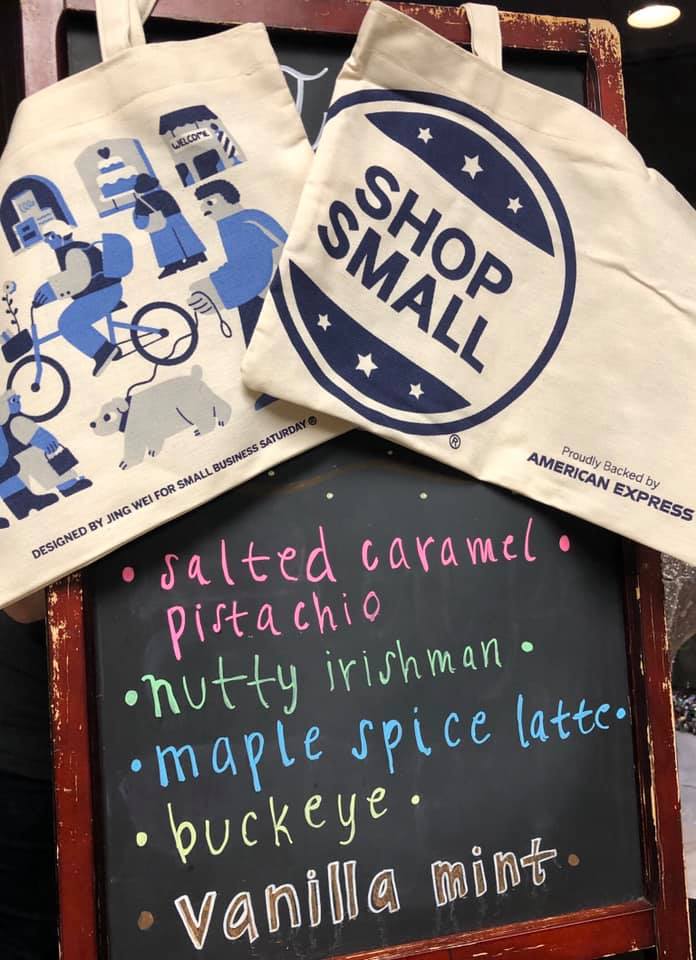 WELCOME
SHOP
SMALL
®
Proudly Backed by
AMERICAN EXPRESS
DESIGNED BY JING WEI FOR SMALL BUSINESS SATURDAY®
• salted caramel •
pistachio
• nutty irishman •
• maple spice latte •
• buckeye •
• vanilla mint •